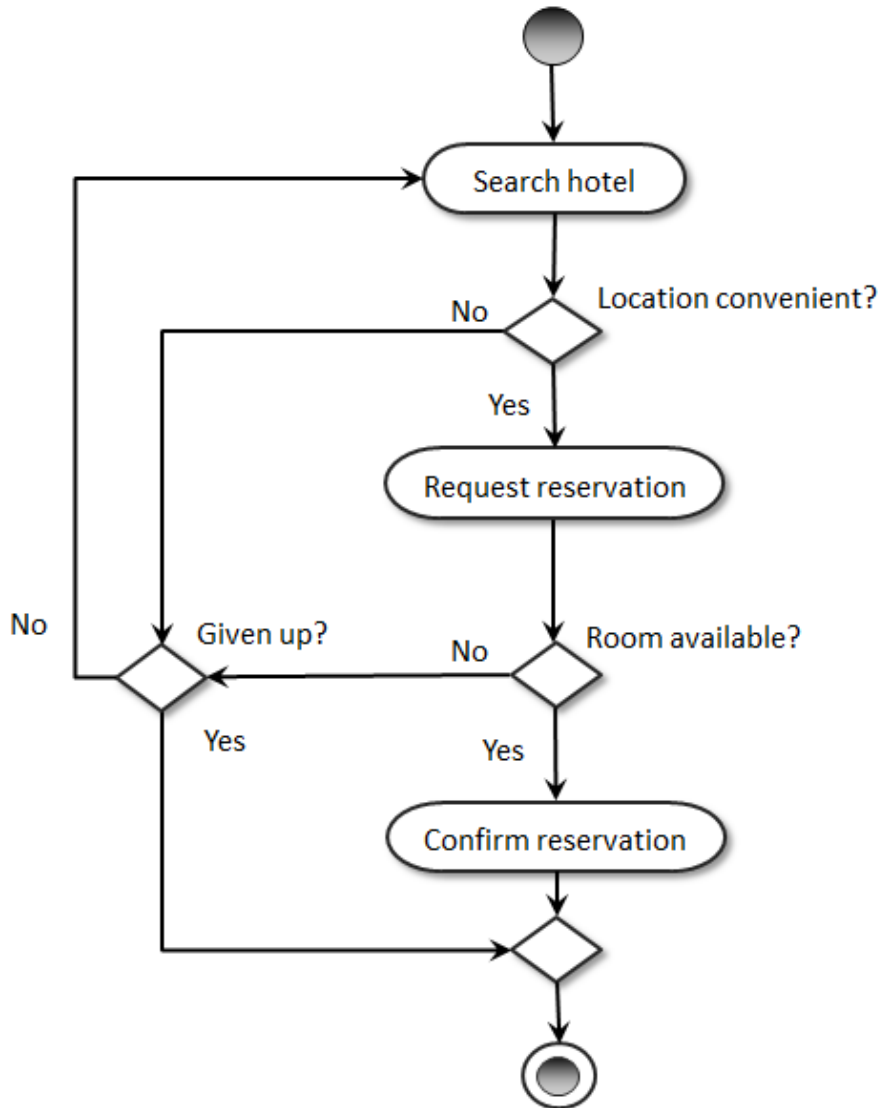 Search hotel
Location convenient?
No
Yes
Request reservation
Given up?
Room available?
No
No
Yes
Yes
Confirm reservation